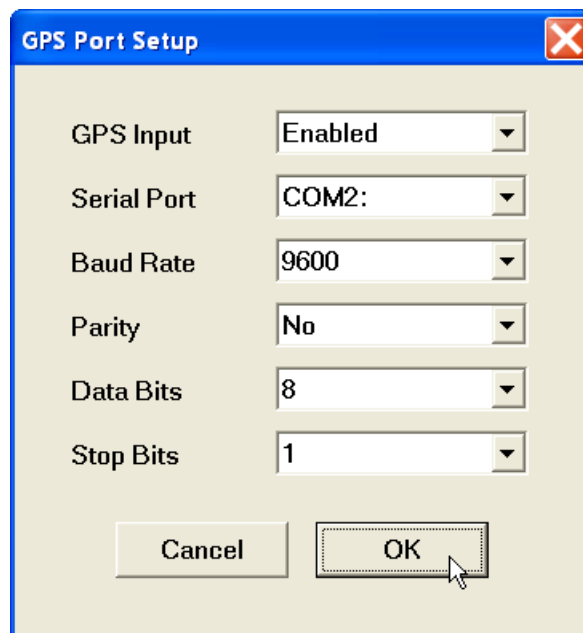 GPS Port Setup
GPS Input Enabled
Serial Port COM2:
Baud Rate 9600
Parity No
Data Bits 8
Stop Bits 1
Cancel OK